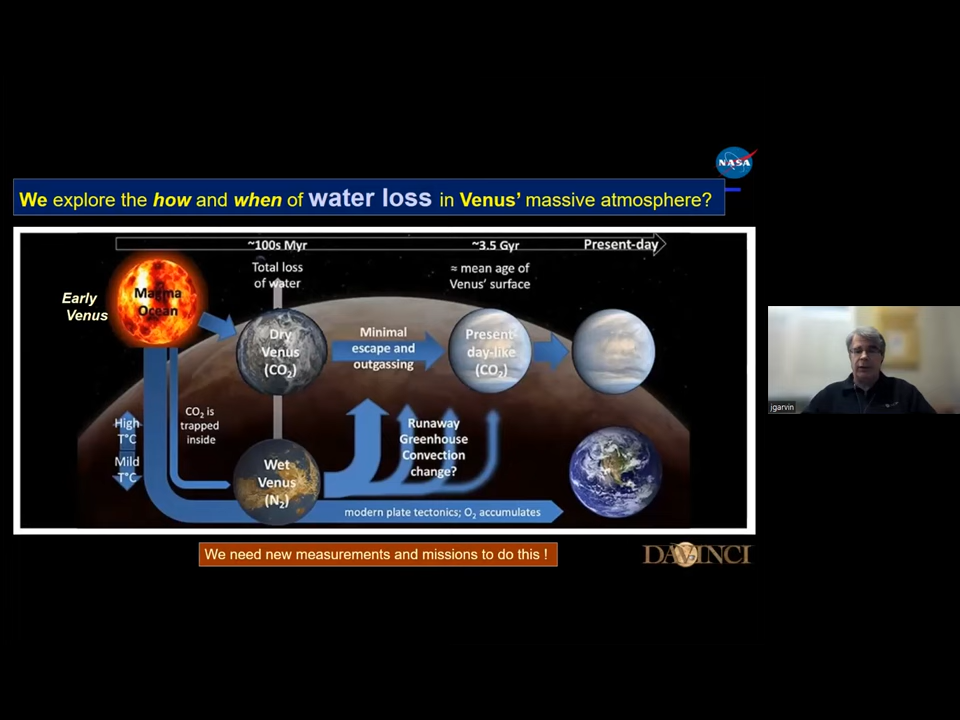 NASA
We explore the how and when of water loss in Venus’ massive atmosphere?
~100s Myr
~3.5 Gyr
Present-day
Total loss
of water
≈ mean age of
Venus’ surface
Early
Venus
Magma
Ocean
Dry
Venus
(CO₂)
Minimal
escape and
outgassing
Present-
day-like
(CO₂)
High
T°C
Mild
T°C
CO₂ is
trapped
inside
Runaway
Greenhouse
Convection
change?
Wet
Venus
(N₂)
modern plate tectonics; O₂ accumulates
We need new measurements and missions to do this !
DAVINCI
jgarvin